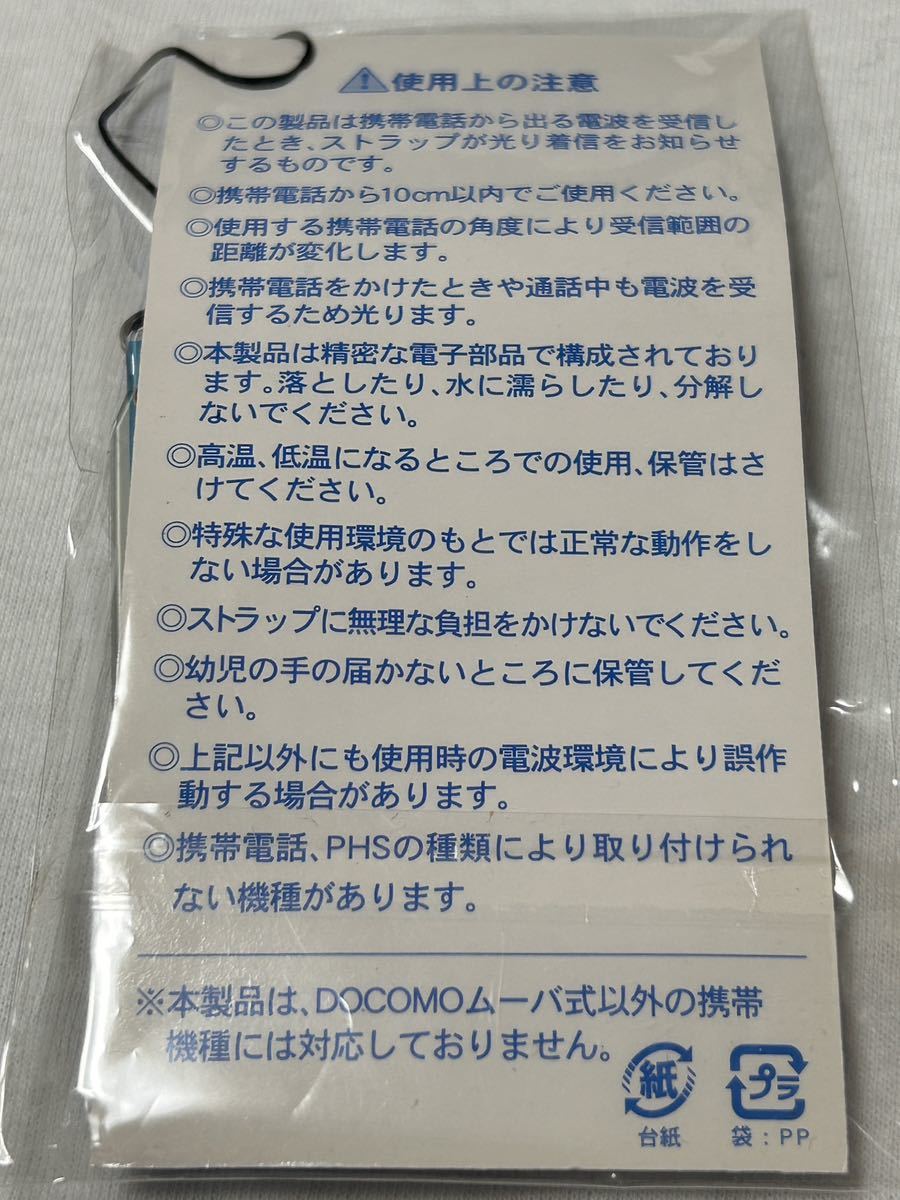 ⚠使用上の注意
◎この製品は携帯電話から出る電波を受信し
たとき、ストラップが光り着信をお知らせ
するものです。
◎携帯電話から10cm以内でご使用ください。
◎使用する携帯電話の角度により受信範囲の
距離が変化します。
◎携帯電話をかけたときや通話中も電波を受
信するため光ります。
◎本製品は精密な電子部品で構成されており
ます。落としたり、水に濡らしたり、分解し
ないでください。
◎高温、低温になるところでの使用、保管はさ
けてください。
◎特殊な使用環境のもとでは正常な動作をし
ない場合があります。
◎ストラップに無理な負担をかけないでください。
◎幼児の手の届かないところに保管してくだ
さい。
◎上記以外にも使用時の電波環境により誤作
動する場合があります。
◎携帯電話、PHSの種類により取り付けられ
ない機種があります。
※本製品は、DOCOMOムーバ式以外の携帯
機種には対応しておりません。
紙
台紙
プラ
袋：PP